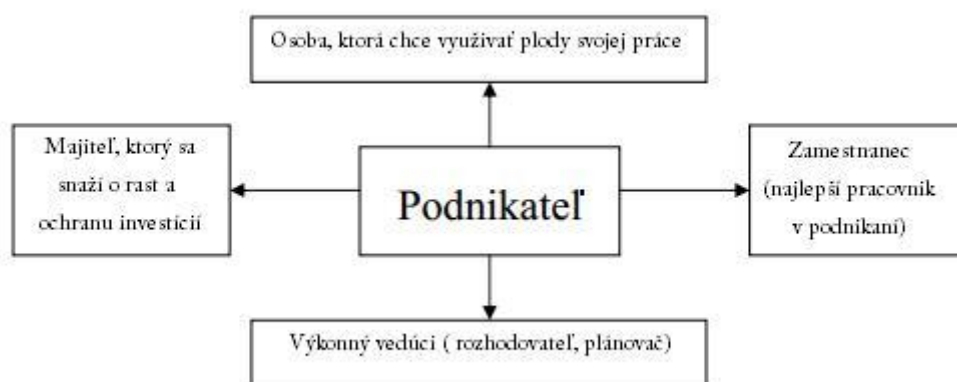 Osoba, ktorá chce využívať plody svojej práce
Majiteľ, ktorý sa
snaží o rast a
ochranu investícií
Podnikateľ
Zamestnanec
(najlepší pracovník
v podnikaní)
Výkonný vedúci ( rozhodovateľ, plánovač)